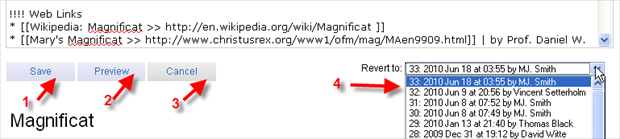 !!!! Web Links
* [[Wikipedia: Magnificat >> http://en.wikipedia.org/wiki/Magnificat ]]
* [[Mary's Magnificat >> http://www.christusrex.org/www1/ofm/mag/MAen9909.html]] | by Prof. Daniel W.
Save Preview Cancel Revert to: 33: 2010 Jun 18 at 03:55 by MJ. Smith
1 2 3 4
33: 2010 Jun 18 at 03:55 by MJ. Smith
32: 2010 Jun 9 at 20:56 by Vincent Setterholm
31: 2010 Jun 8 at 07:52 by MJ. Smith
30: 2010 Jun 8 at 07:49 by MJ. Smith
29: 2010 Jan 13 at 21:40 by Thomas Black
28: 2009 Dec 31 at 19:12 by David Witte
Magnificat